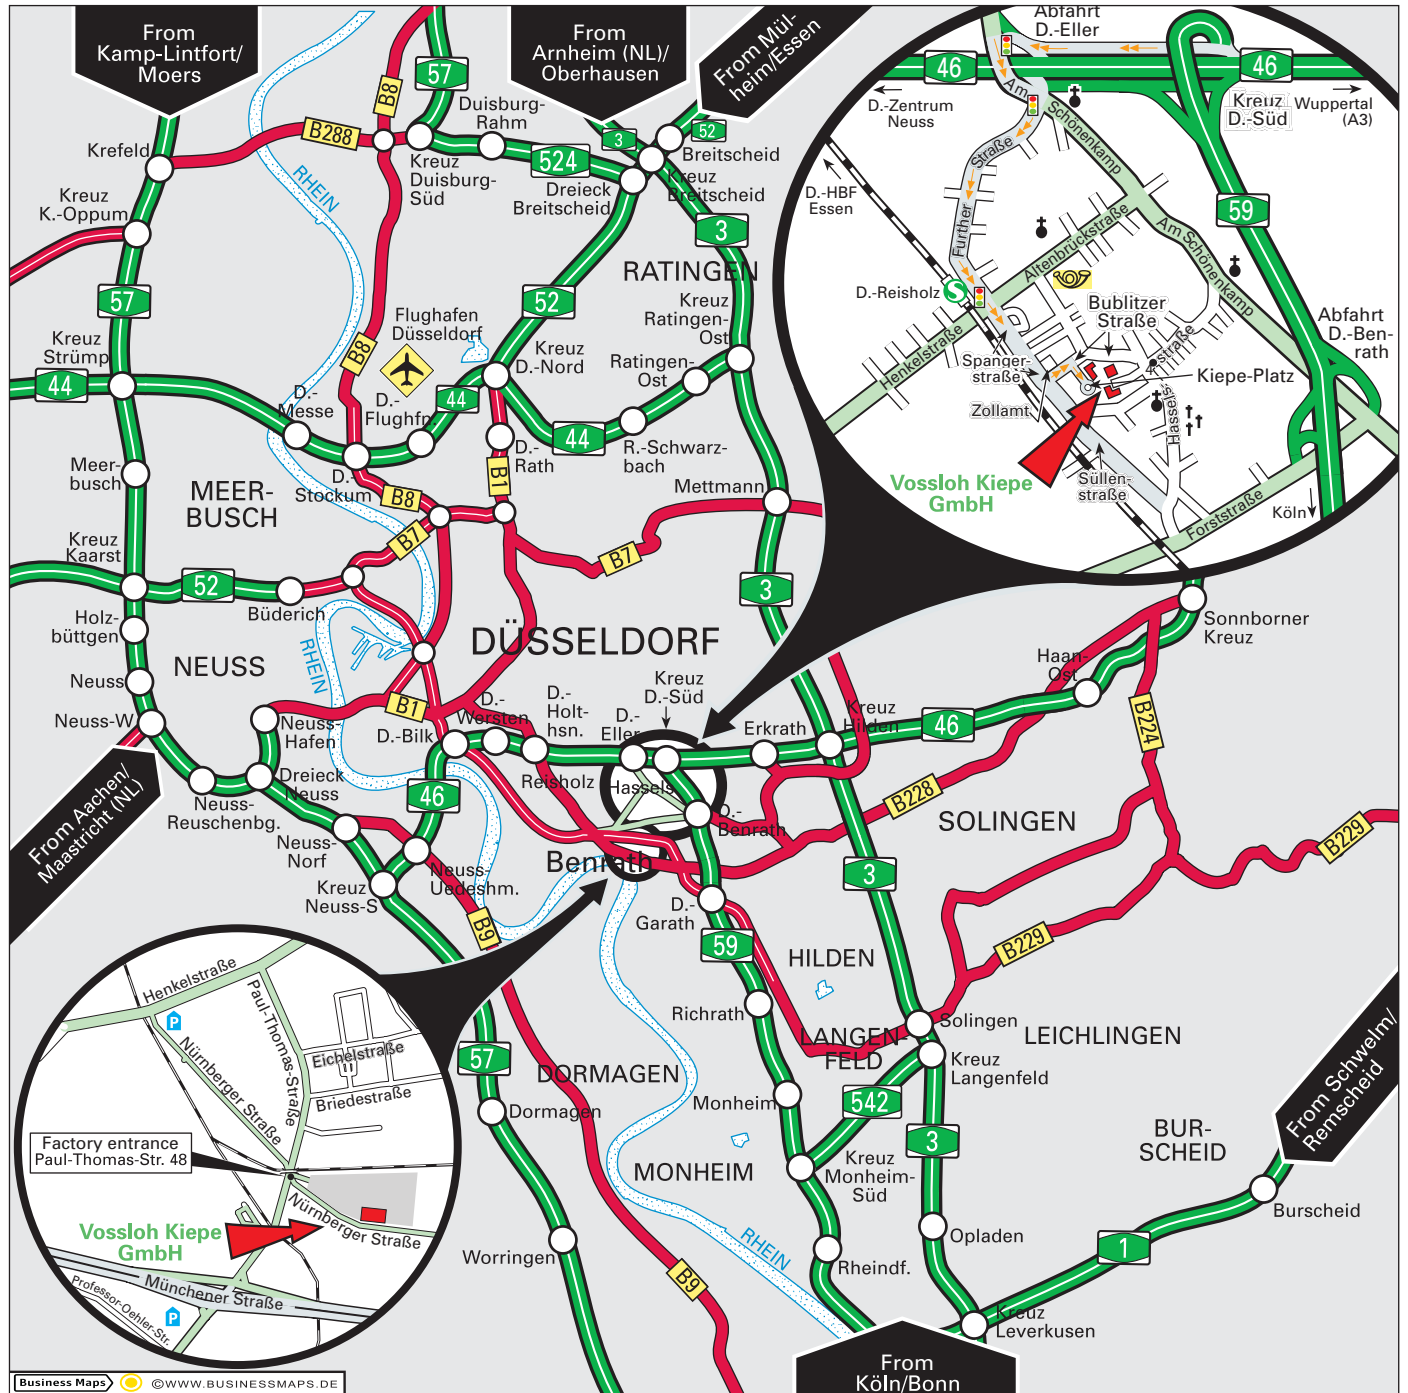 From
Kamp-Lintfort/
Moers
From
Arnheim (NL)/
Oberhausen
From Mül-
heim/Essen
Abfahrt
D.-Eller
46
46
D.-Zentrum
Neuss
Kreuz
D.-Süd
Wuppertal
(A3)
Am
Schönenkamp
Straße
Further
D.-HBF
Essen
59
Altenbrückstraße
Am Schönenkamp
D.-Reisholz
S
Bublitzer
Straße
Henkelstraße
Spanger-
straße
4
straße
Kiepe-Platz
Abfahrt
D.-Ben-
rath
Zollamt
Hassels
Vossloh Kiepe
GmbH
Süllen-
straße
Köln
Forststraße
57
B8
Duisburg-
Rahm
B288
Krefeld
Kreuz
Duisburg-
Süd
524
3
52
Breitscheid
Kreuz
Breitscheid
Dreieck
Breitscheid
RHEIN
Kreuz
K.-Oppum
3
RATINGEN
57
52
Kreuz
Ratingen-
Ost
Flughafen
Düsseldorf
Kreuz
Strümp
B8
Kreuz
D.-Nord
Ratingen-
Ost
44
D.-
Messe
D.-
Flughfn.
44
44
D.-
Rath
R.-Schwarz-
bach
Meer-
busch
D.-
Stockum
B1
Mettmann
MEER-
BUSCH
B8
Kreuz
Kaarst
B7
B7
52
3
Büderich
Holz-
büttgen
Sonnborner
Kreuz
DÜSSELDORF
NEUSS
RHEIN
Haan-
Ost
Kreuz
D.-Süd
Neuss
B1
D.-
Wersten
D.-
Holt-
hsn.
D.-
Eller
Kreuz
Hilden
Neuss-W
Neuss-
Hafen
D.-Bilk
Erkrath
46
B224
Reisholz
Hassels
Dreieck
Neuss
46
From Aachen/
Maastricht (NL)
Neuss-
Reuschenbg.
D.-
Benrath
B228
SOLINGEN
Neuss-
Norf
B229
Benrath
Neuss-
Uedeshm.
3
Kreuz
Neuss-S
D.-
Garath
B9
59
B229
HILDEN
Henkelstraße
P
Paul-Thomas-Straße
Nürnberger Straße
Eichelstraße
Briedestraße
Richrath
Solingen
LANGEN-
FELD
LEICHLINGEN
57
Kreuz
Langenfeld
DORMAGEN
Monheim
542
From Schwelm/
Remscheid
Dormagen
3
BUR-
SCHEID
Factory entrance
Paul-Thomas-Str. 48
MONHEIM
Kreuz
Monheim-
Süd
Nürnberger Straße
Burscheid
Vossloh Kiepe
GmbH
Opladen
Worringen
RHEIN
Rheindf.
1
B9
Münchener Straße
Professor-Oehler-Str.
P
Kreuz
Leverkusen
From
Köln/Bonn
Business Maps
©WWW.BUSINESSMAPS.DE